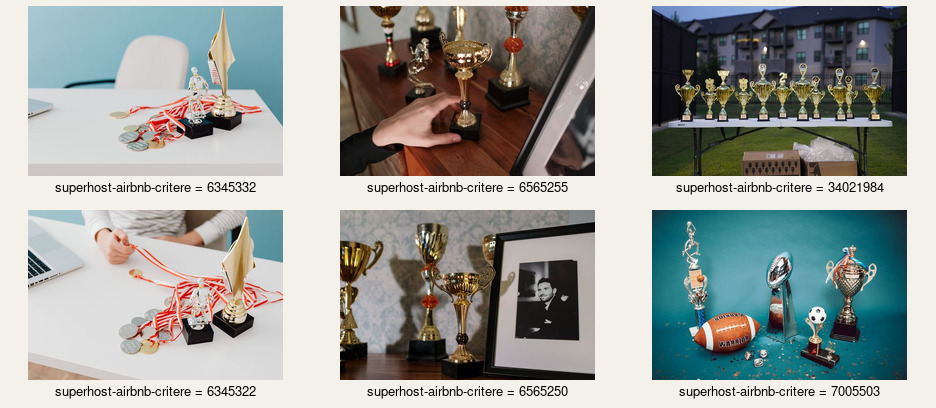 superhost-airbnb-critere = 6345332
superhost-airbnb-critere = 6565255
superhost-airbnb-critere = 34021984
superhost-airbnb-critere = 6345322
superhost-airbnb-critere = 6565250
superhost-airbnb-critere = 7005503